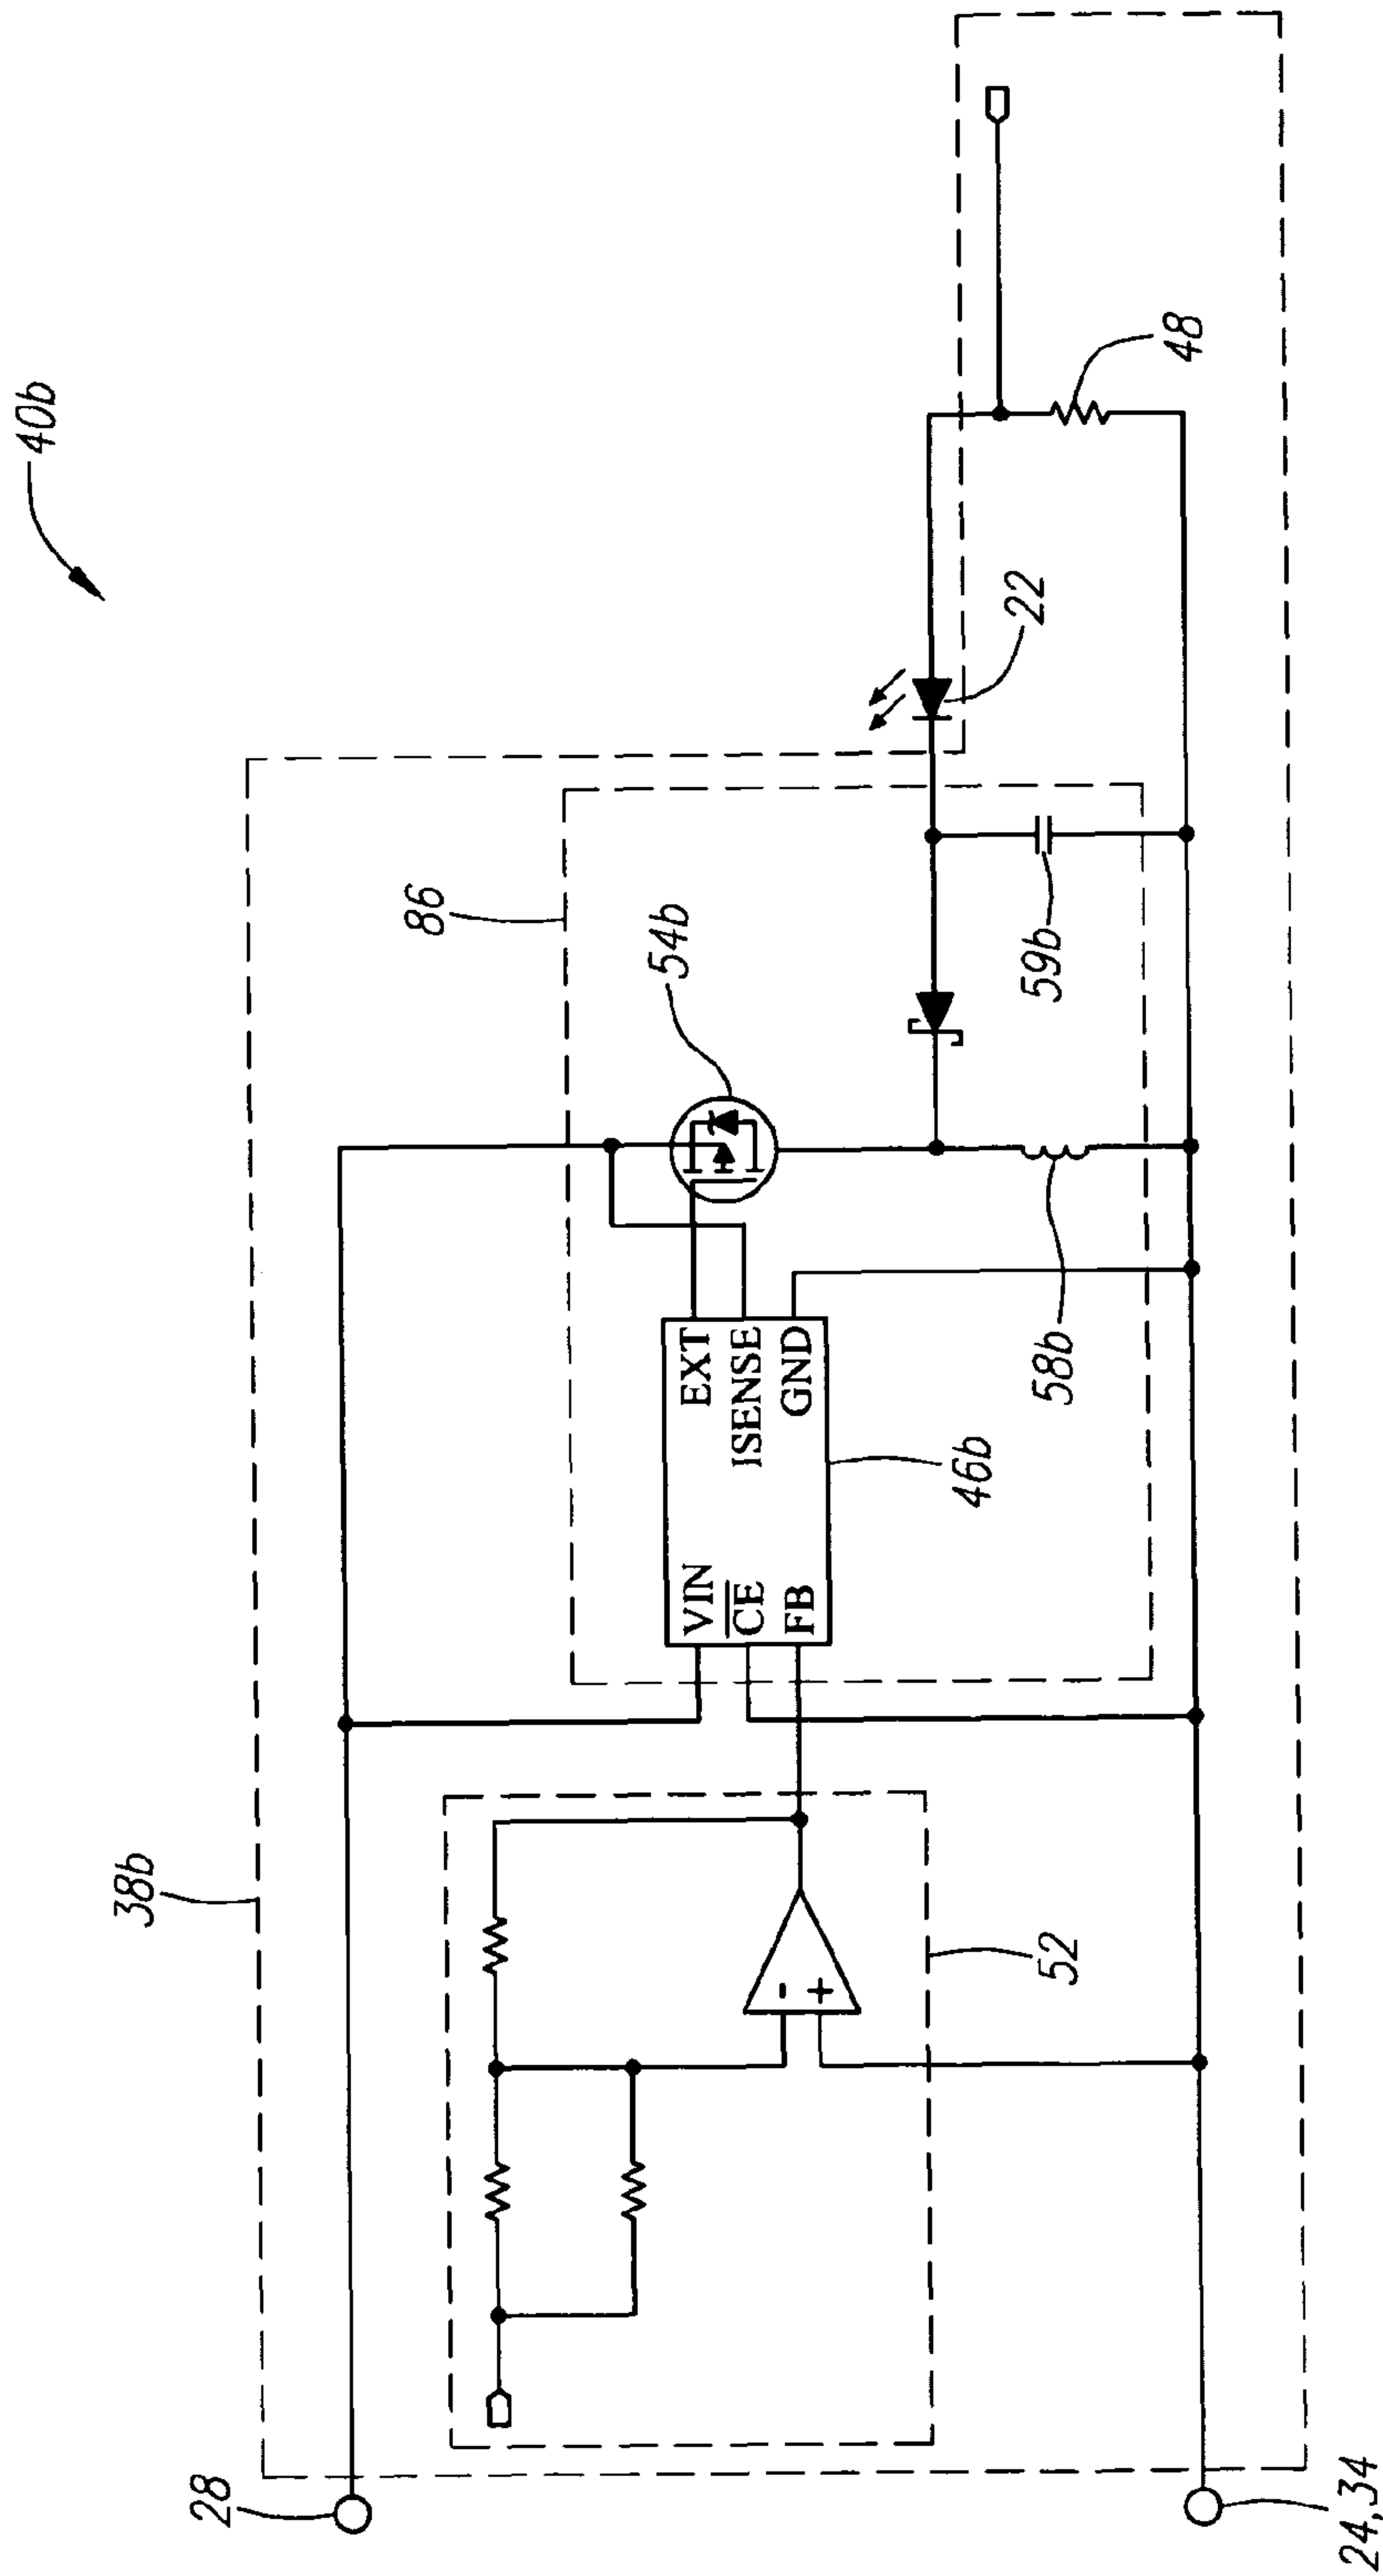 40b
38b
86
54b
28
VIN
CE
FB
EXT
ISENSE
GND
46b
58b
59b
22
48
52
-
+
24,34